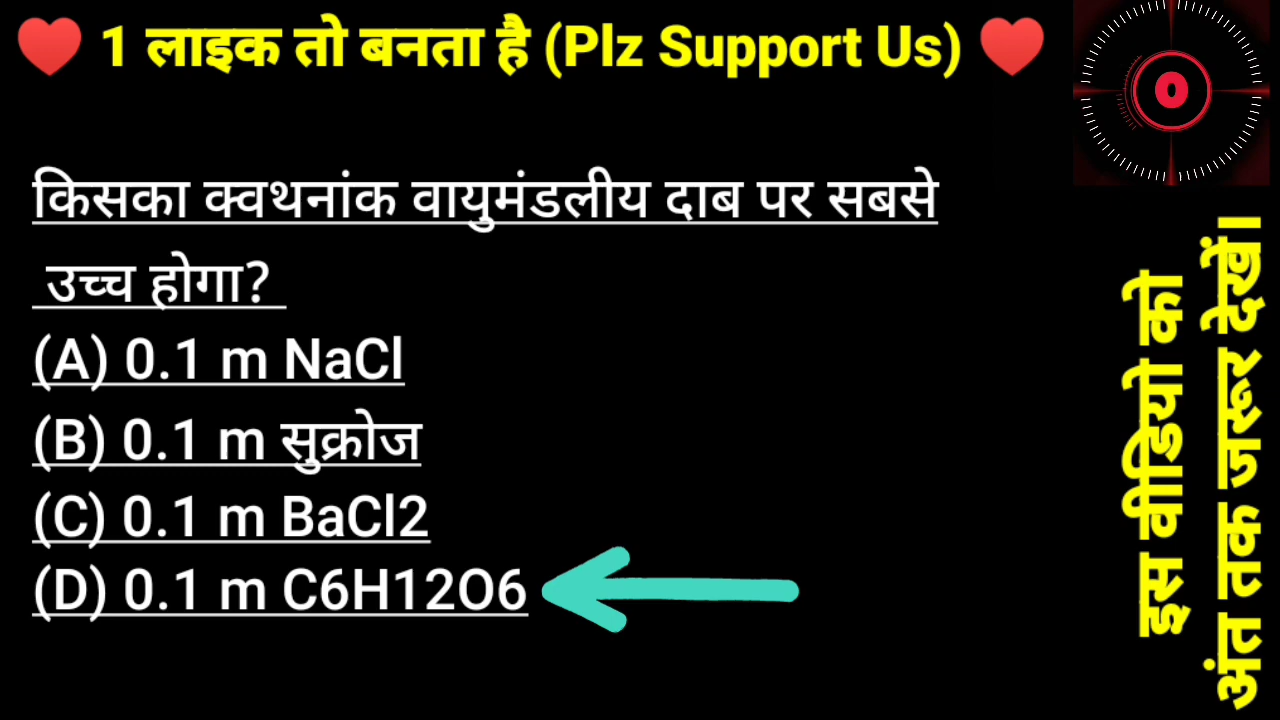 ❤️ 1 लाइक तो बनता है (Plz Support Us) ❤️
0
किसका क्वथनांक वायुमंडलीय दाब पर सबसे
उच्च होगा?
(A) 0.1 m NaCl
(B) 0.1 m सुक्रोज
(C) 0.1 m BaCl2
(D) 0.1 m C6H12O6
इस वीडियो को
अंत तक जरूर देखें।